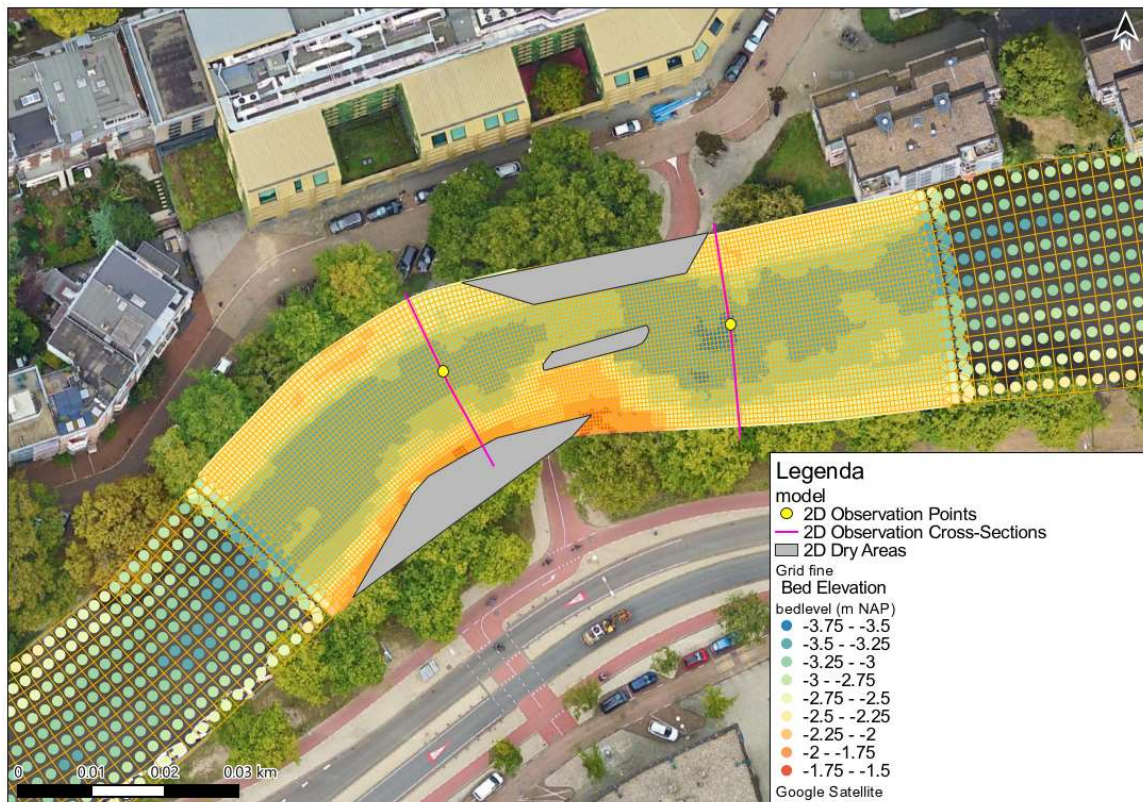 N
Legenda
model
2D Observation Points
2D Observation Cross-Sections
2D Dry Areas
Grid fine
Bed Elevation
bedlevel (m NAP)
-3.75 - -3.5
-3.5 - -3.25
-3.25 - -3
-3 - -2.75
-2.75 - -2.5
-2.5 - -2.25
-2.25 - -2
-2 - -1.75
-1.75 - -1.5
Google Satellite
0 0.01 0.02 0.03 km